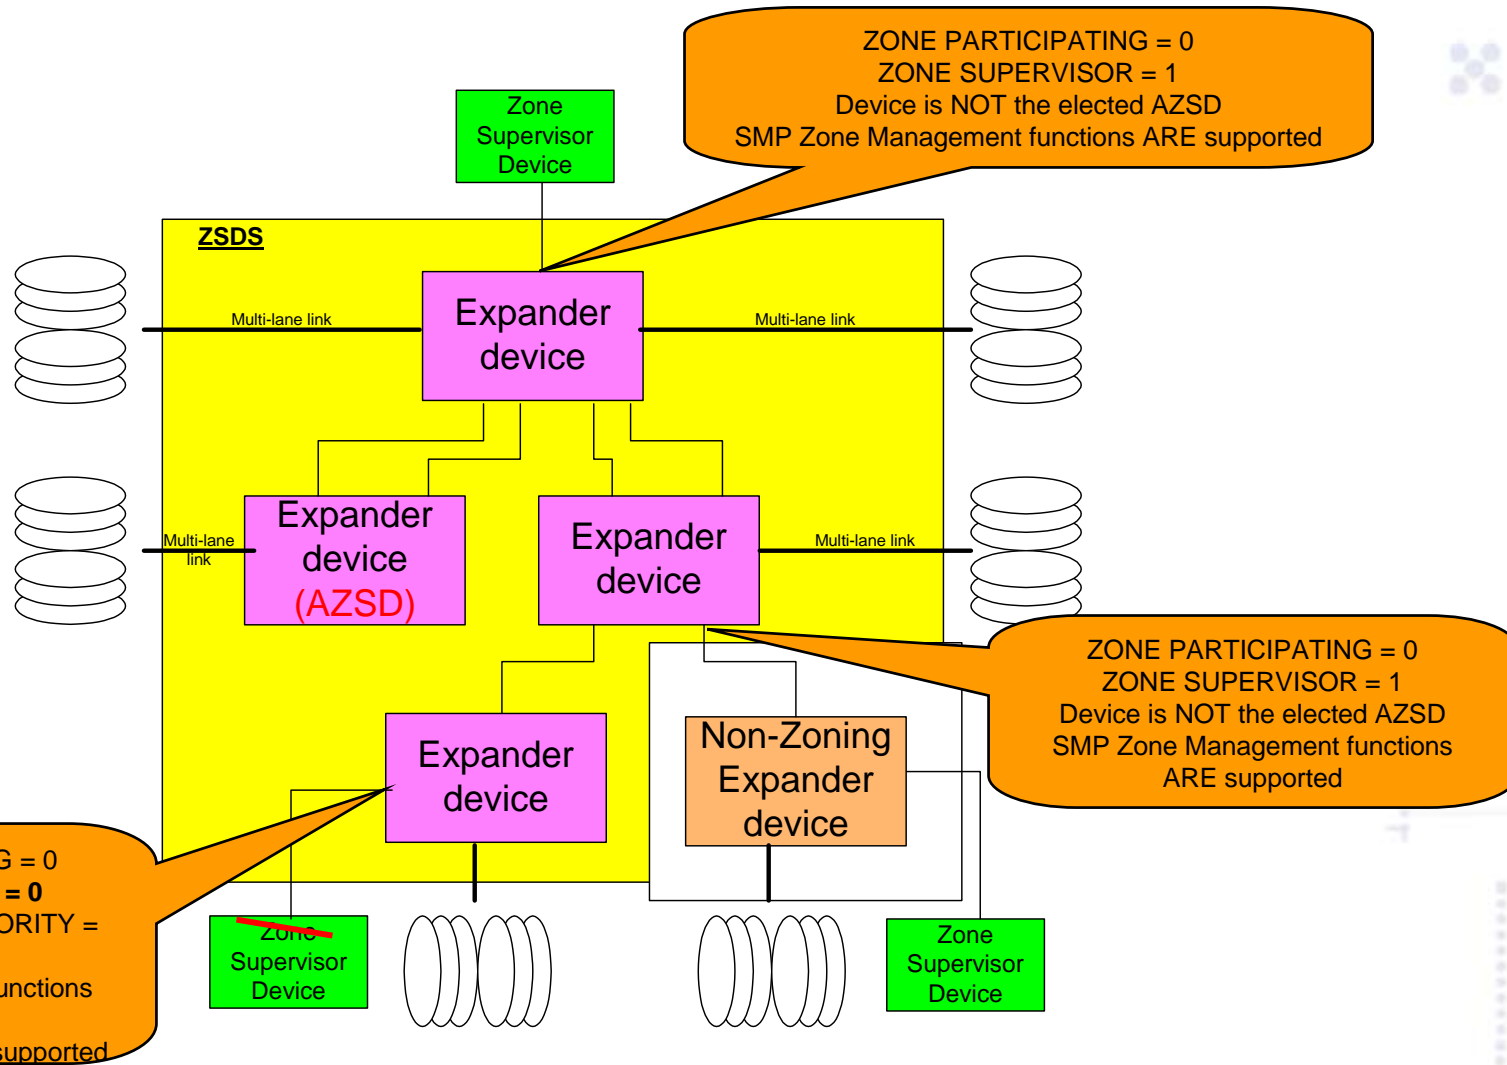 ZONE PARTICIPATING = 0
ZONE SUPERVISOR = 1
Device is NOT the elected AZSD
SMP Zone Management functions ARE supported
Zone
Supervisor
Device
ZSDS
Multi-lane link
Expander
device
Multi-lane link
Expander
device
(AZSD)
Multi-lane
link
Expander
device
Multi-lane link
ZONE PARTICIPATING = 0
ZONE SUPERVISOR = 1
Device is NOT the elected AZSD
SMP Zone Management functions
ARE supported
Expander
device
Non-Zoning
Expander
device
G = 0
= 0
ORITY =
unctions
supported
Zone
Supervisor
Device
Zone
Supervisor
Device